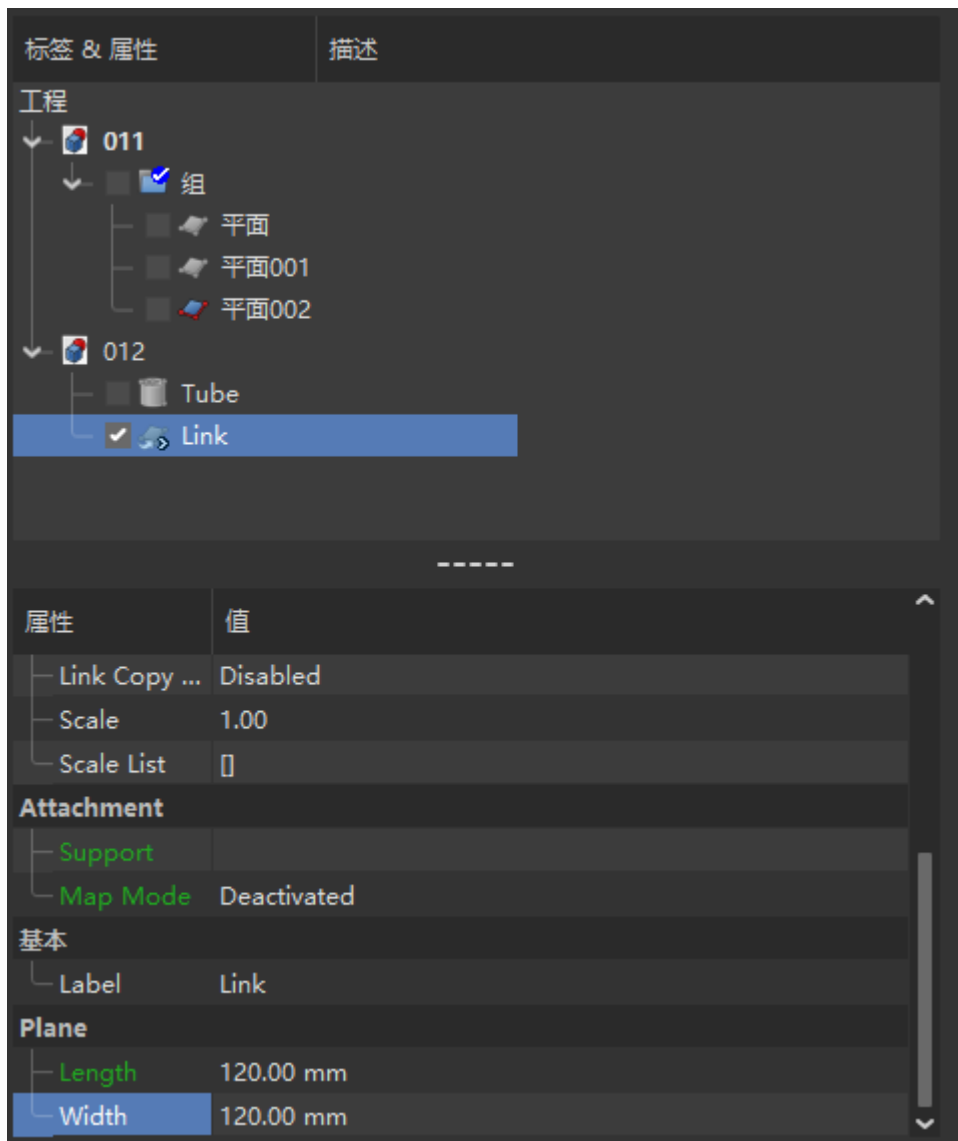 标签 & 属性 描述
工程
011
组
平面
平面001
平面002
012
Tube
Link
属性 值
Link Copy ... Disabled
Scale 1.00
Scale List []
Attachment
Support
Map Mode Deactivated
基本
Label Link
Plane
Length 120.00 mm
Width 120.00 mm